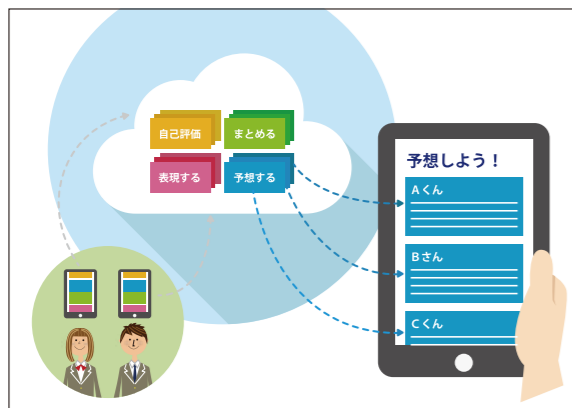 自己評価
まとめる
表現する
予想する
予想しよう！
Aくん
Bさん
Cくん